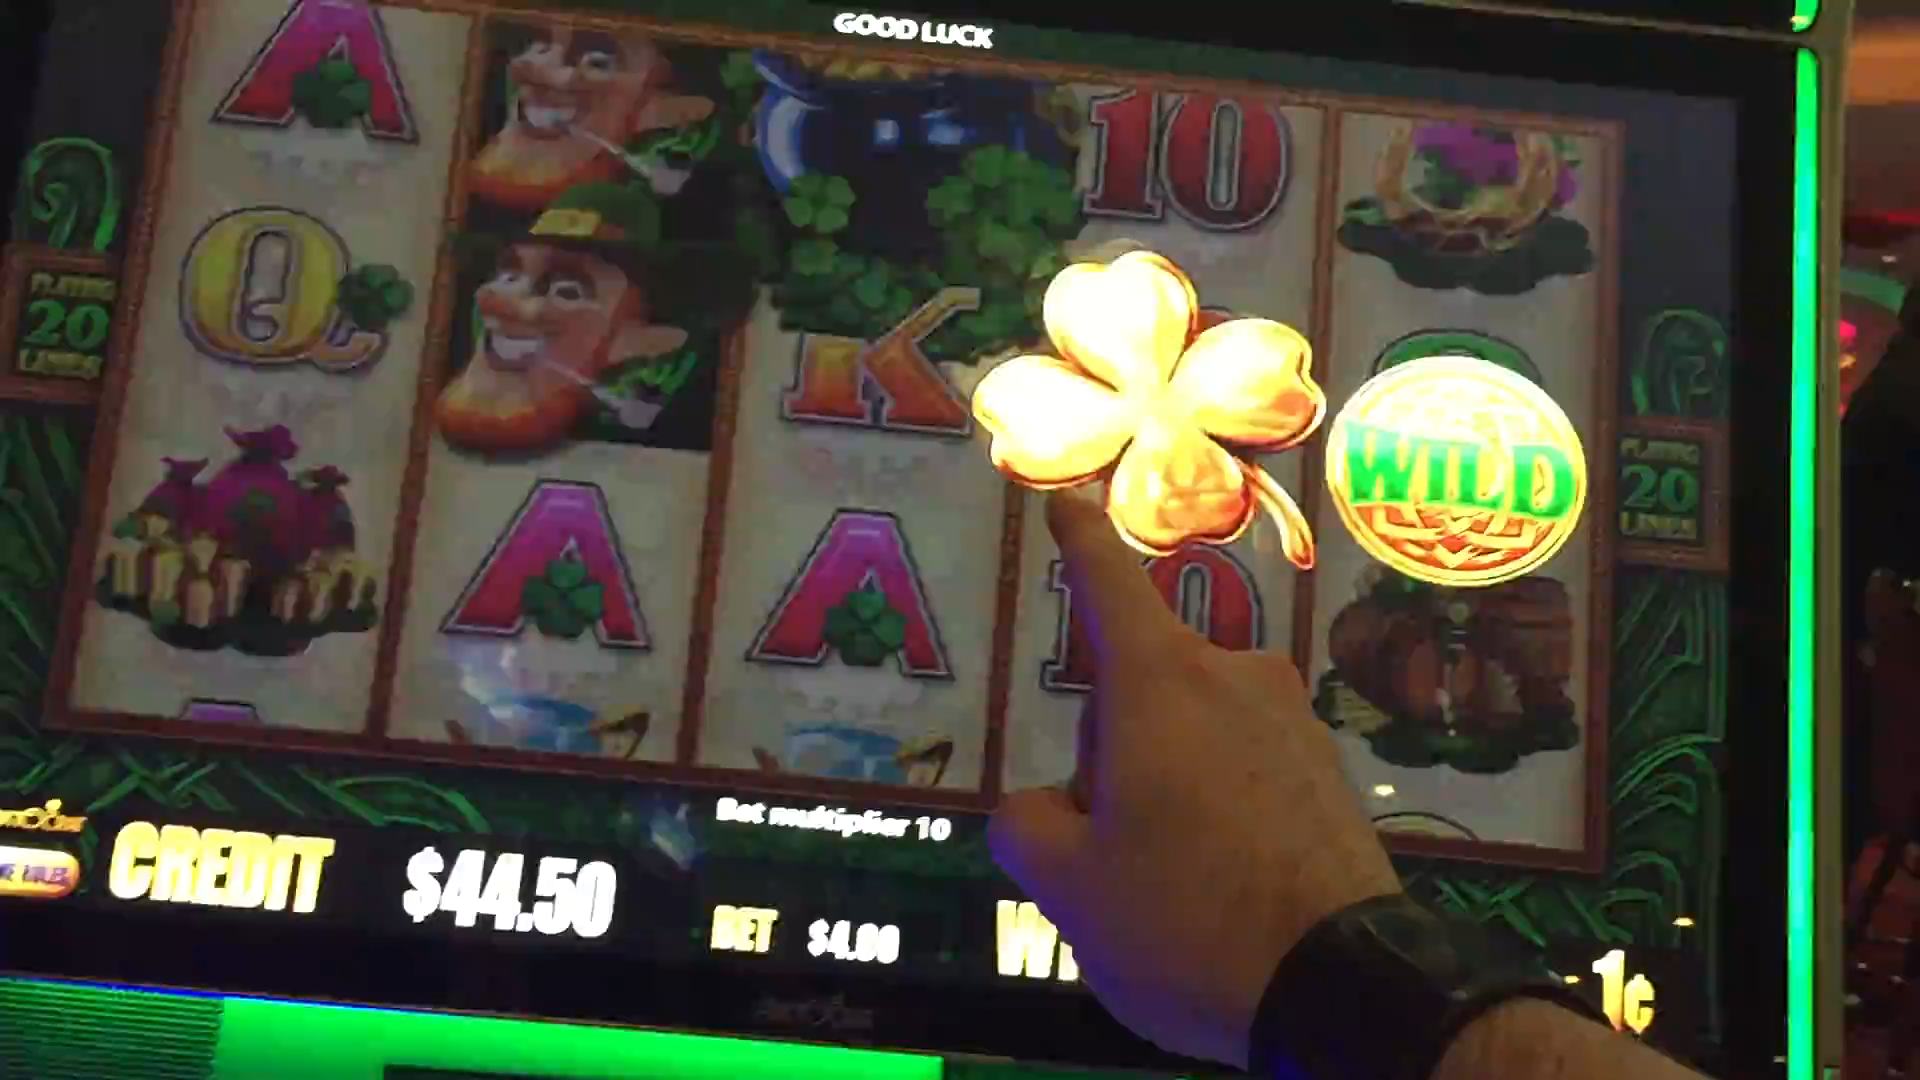 GOOD LUCK
A
10
Q
PLAYING
20
LINES
K
WILD
PLAYING
20
LINES
A
A
10
Bet multiplier 10
CREDIT $44.50
BET $4.00
1¢